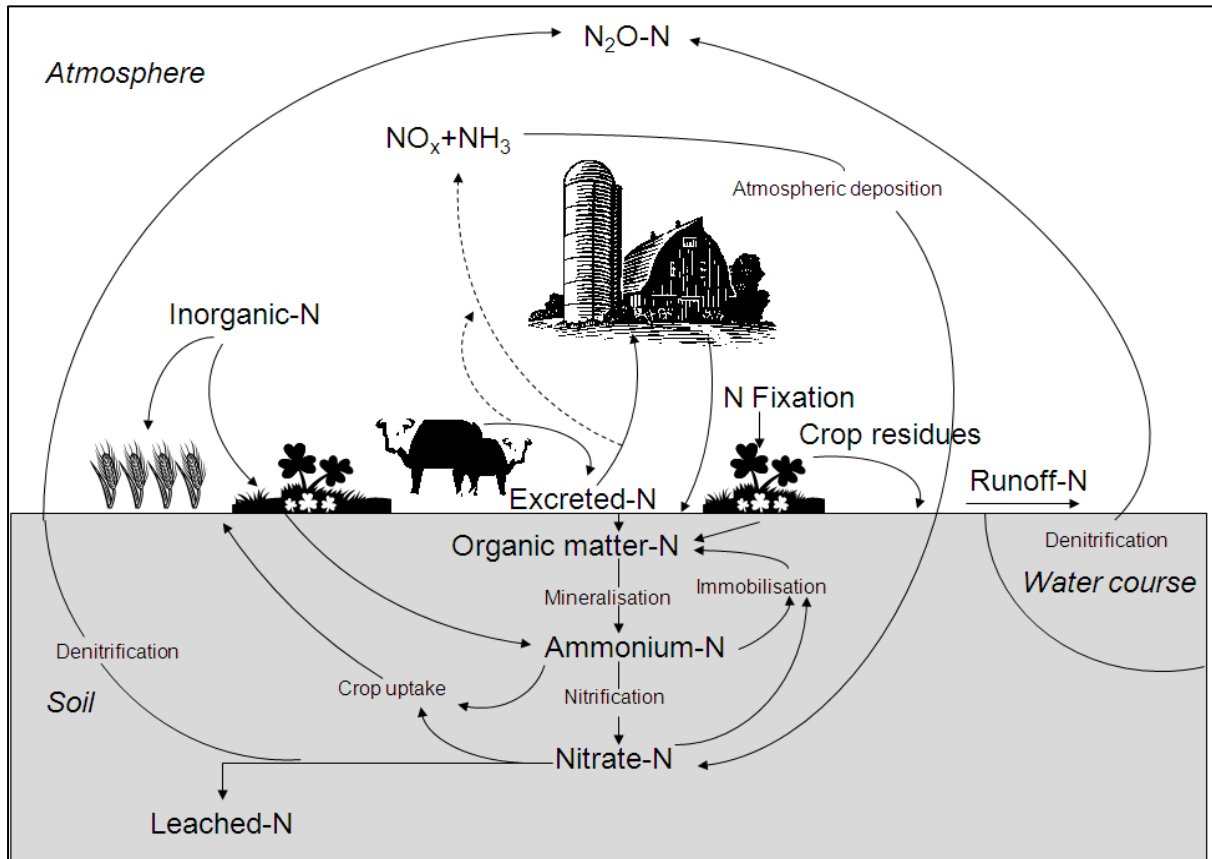 N₂O-N
Atmosphere
NOₓ+NH₃
Atmospheric deposition
Inorganic-N
N Fixation
Crop residues
Runoff-N
Excreted-N
Organic matter-N
Denitrification
Water course
Mineralisation
Immobilisation
Ammonium-N
Denitrification
Soil
Crop uptake
Nitrification
Nitrate-N
Leached-N